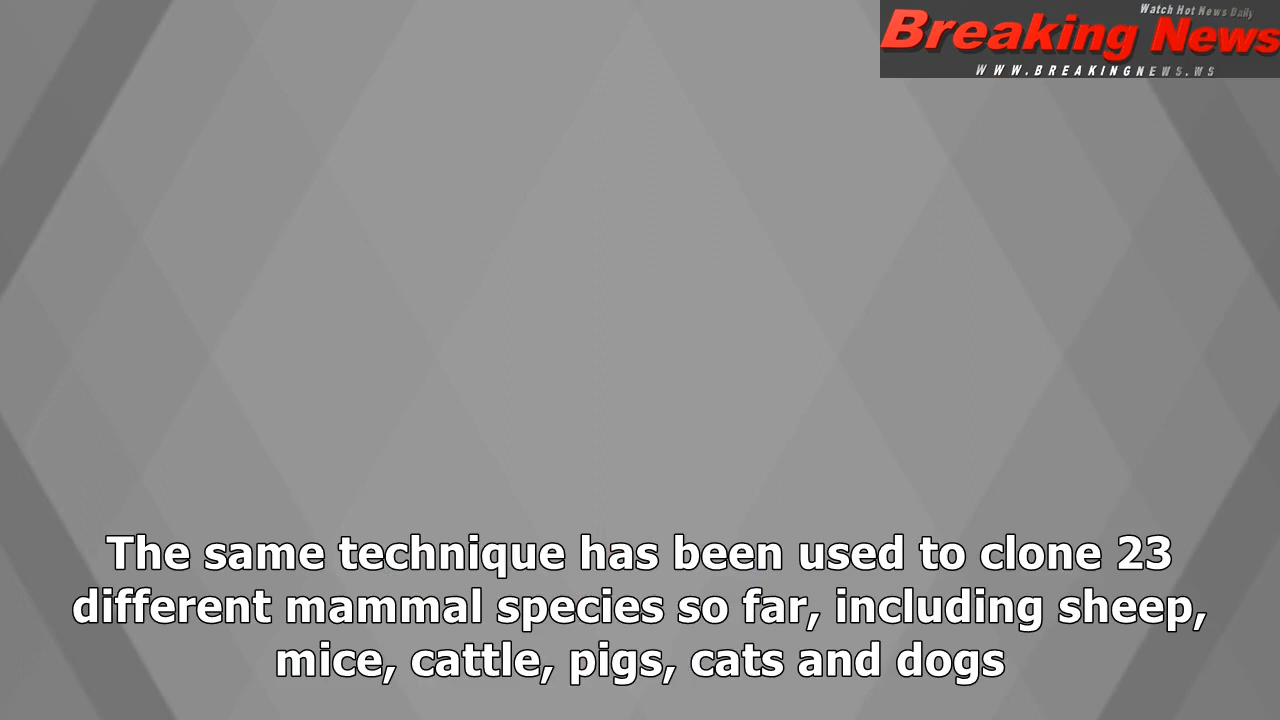 Watch Hot News Daily
Breaking News
WWW.BREAKINGNEWS.WS
The same technique has been used to clone 23
different mammal species so far, including sheep,
mice, cattle, pigs, cats and dogs